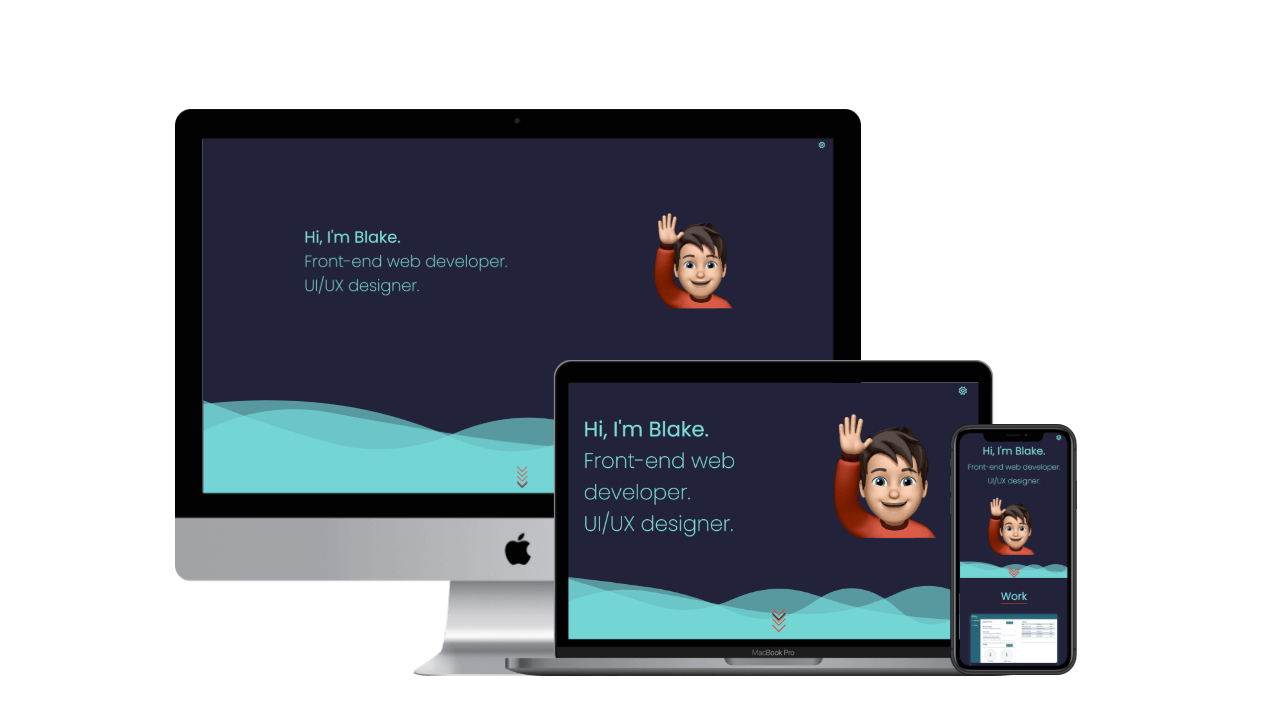 Hi, I'm Blake.
Front-end web developer.
UI/UX designer.
Hi, I'm Blake.
Front-end web
developer.
UI/UX designer.
MacBook Pro
Hi, I'm Blake.
Front-end web developer.
UI/UX designer.
Work